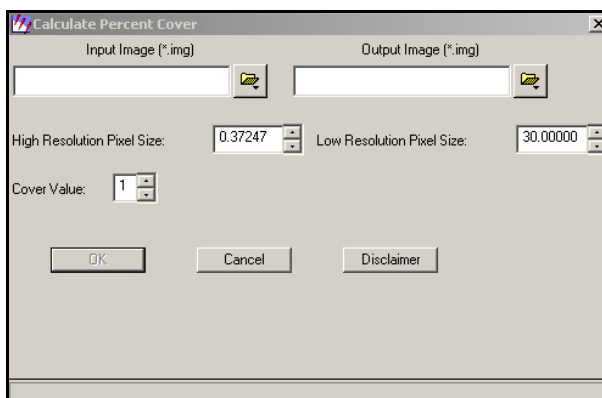 Calculate Percent Cover
Input Image (*.img) Output Image (*.img)
High Resolution Pixel Size: 0.37247 Low Resolution Pixel Size: 30.00000
Cover Value: 1
OK Cancel Disclaimer